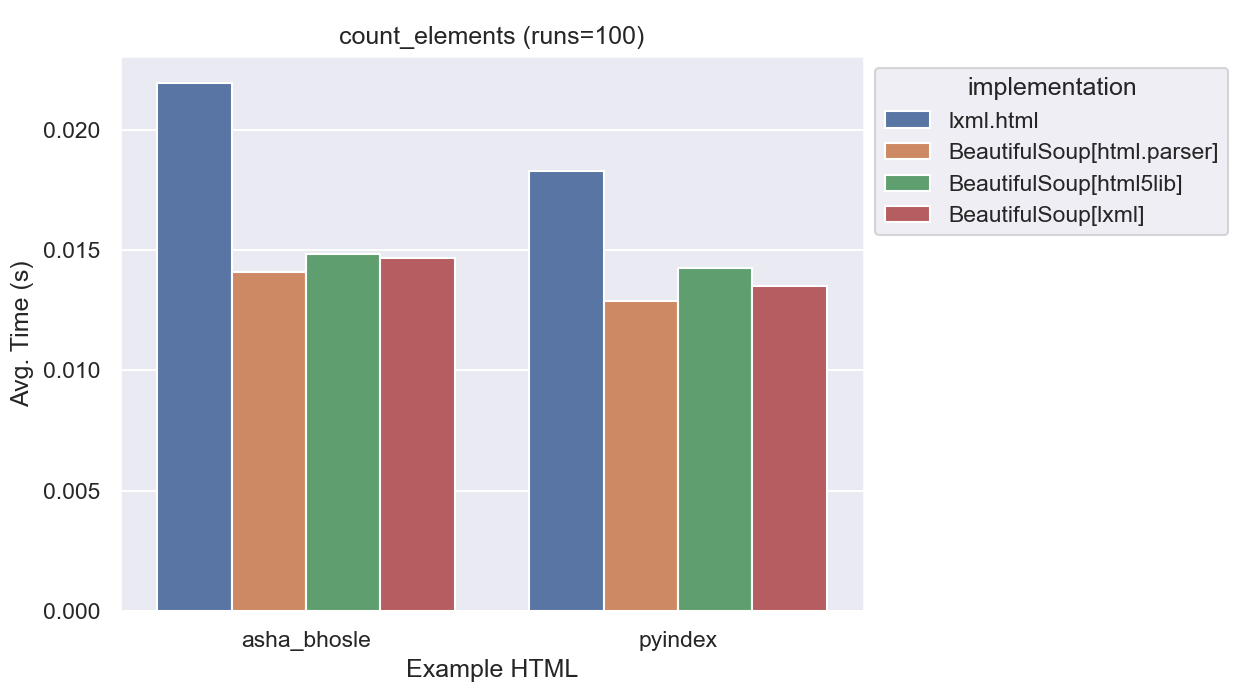 count_elements (runs=100)
implementation
lxml.html
BeautifulSoup[html.parser]
BeautifulSoup[html5lib]
BeautifulSoup[lxml]
Avg. Time (s)
0.020
0.015
0.010
0.005
0.000
asha_bhosle
pyindex
Example HTML